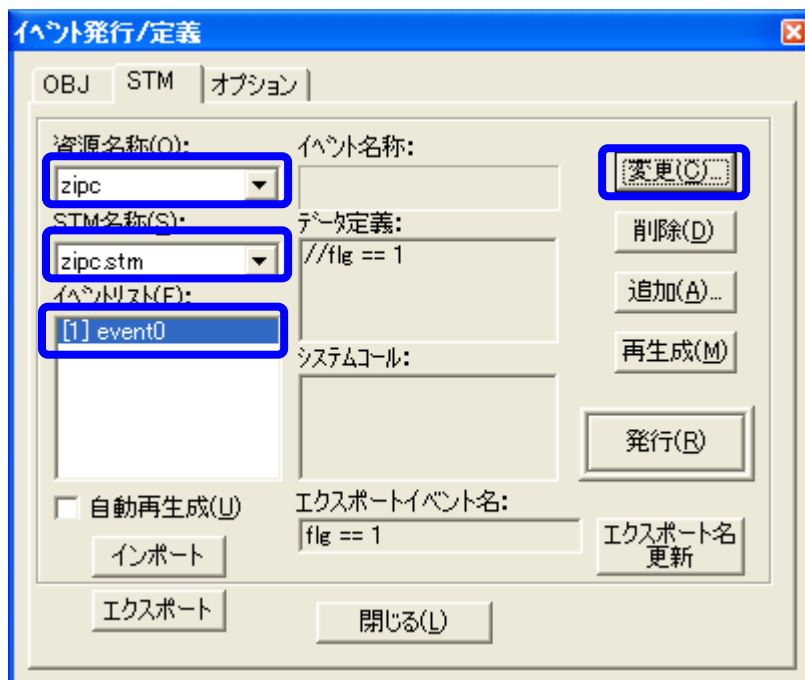 イベント発行/定義
OBJ STM オプション
資源名称(O):
zipc
STM名称(S):
zipc.stm
イベントリスト(E):
[1] event0
自動再生成(U)
インポート
エクスポート
イベント名称:
データ定義:
//flg == 1
システムコール:
エクスポートイベント名:
flg == 1
閉じる(L)
変更(C)...
削除(D)
追加(A)...
再生成(M)
発行(R)
エクスポート名
更新